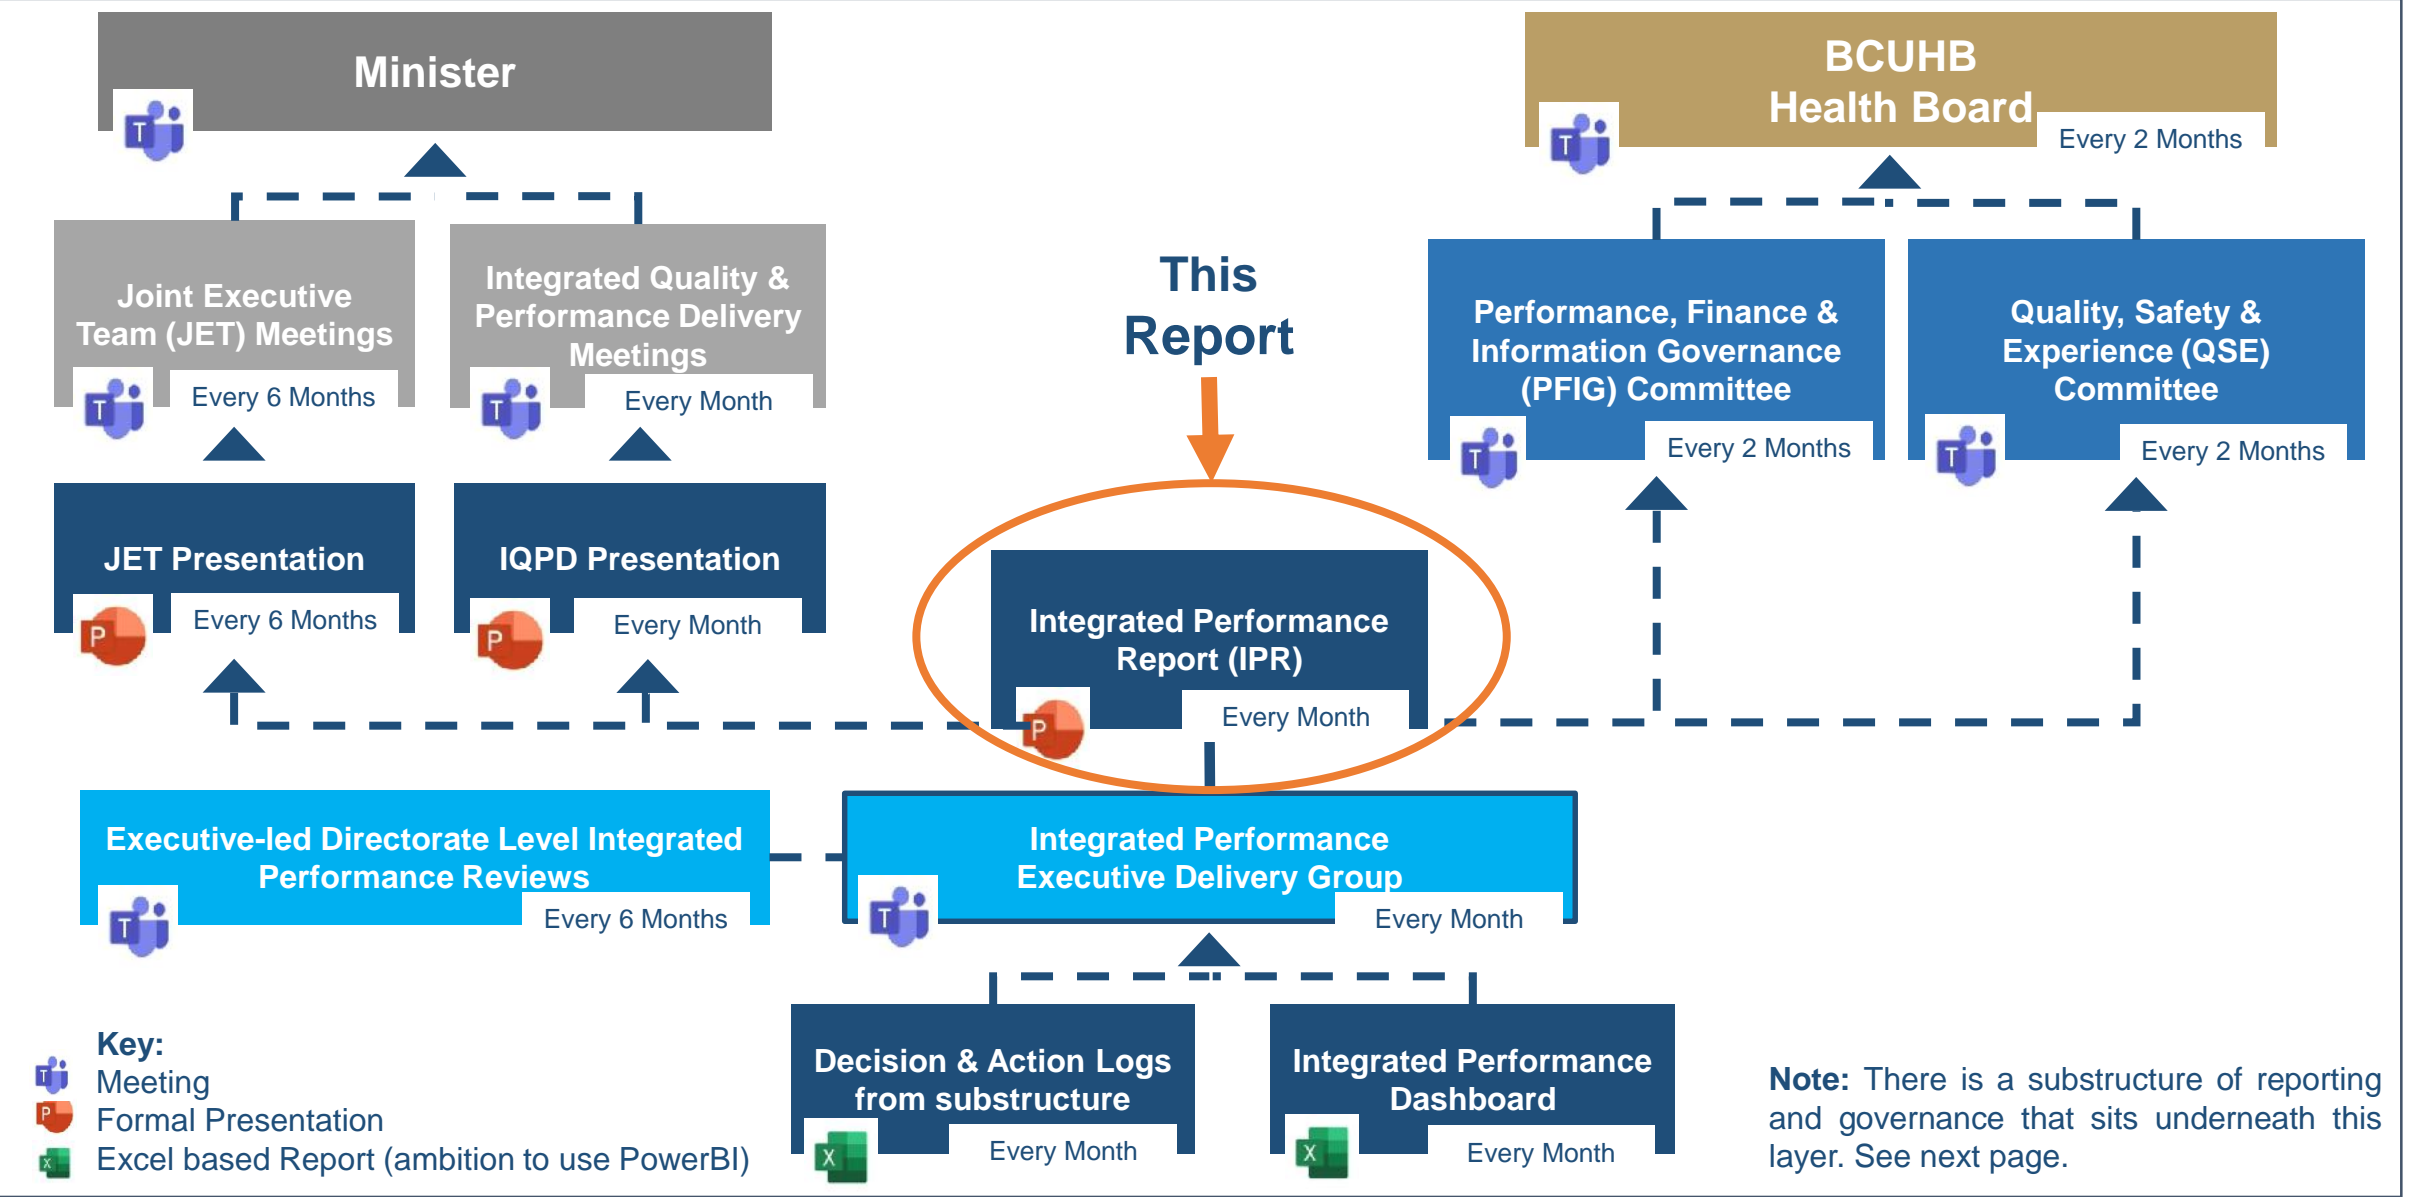 Minister
BCUHB
Health Board
Every 2 Months
Joint Executive
Team (JET) Meetings
Every 6 Months
Integrated Quality &
Performance Delivery
Meetings
Every Month
This
Report
Performance, Finance &
Information Governance
(PFIG) Committee
Every 2 Months
Quality, Safety &
Experience (QSE)
Committee
Every 2 Months
JET Presentation
Every 6 Months
IQPD Presentation
Every Month
Integrated Performance
Report (IPR)
Every Month
Executive-led Directorate Level Integrated
Performance Reviews
Every 6 Months
Integrated Performance
Executive Delivery Group
Every Month
Decision & Action Logs
from substructure
Every Month
Integrated Performance
Dashboard
Every Month
Key:
Meeting
Formal Presentation
Excel based Report (ambition to use PowerBI)
Note: There is a substructure of reporting
and governance that sits underneath this
layer. See next page.